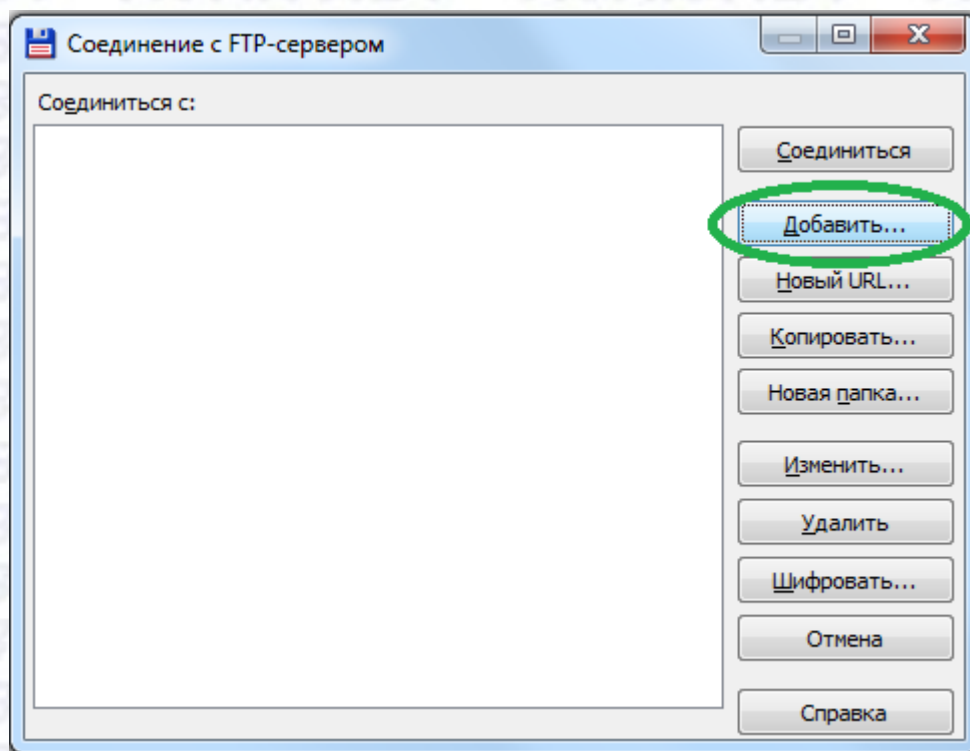 Соединение с FTP-сервером
Соединиться с:
Соединиться
Добавить...
Новый URL...
Копировать...
Новая папка...
Изменить...
Удалить
Шифровать...
Отмена
Справка